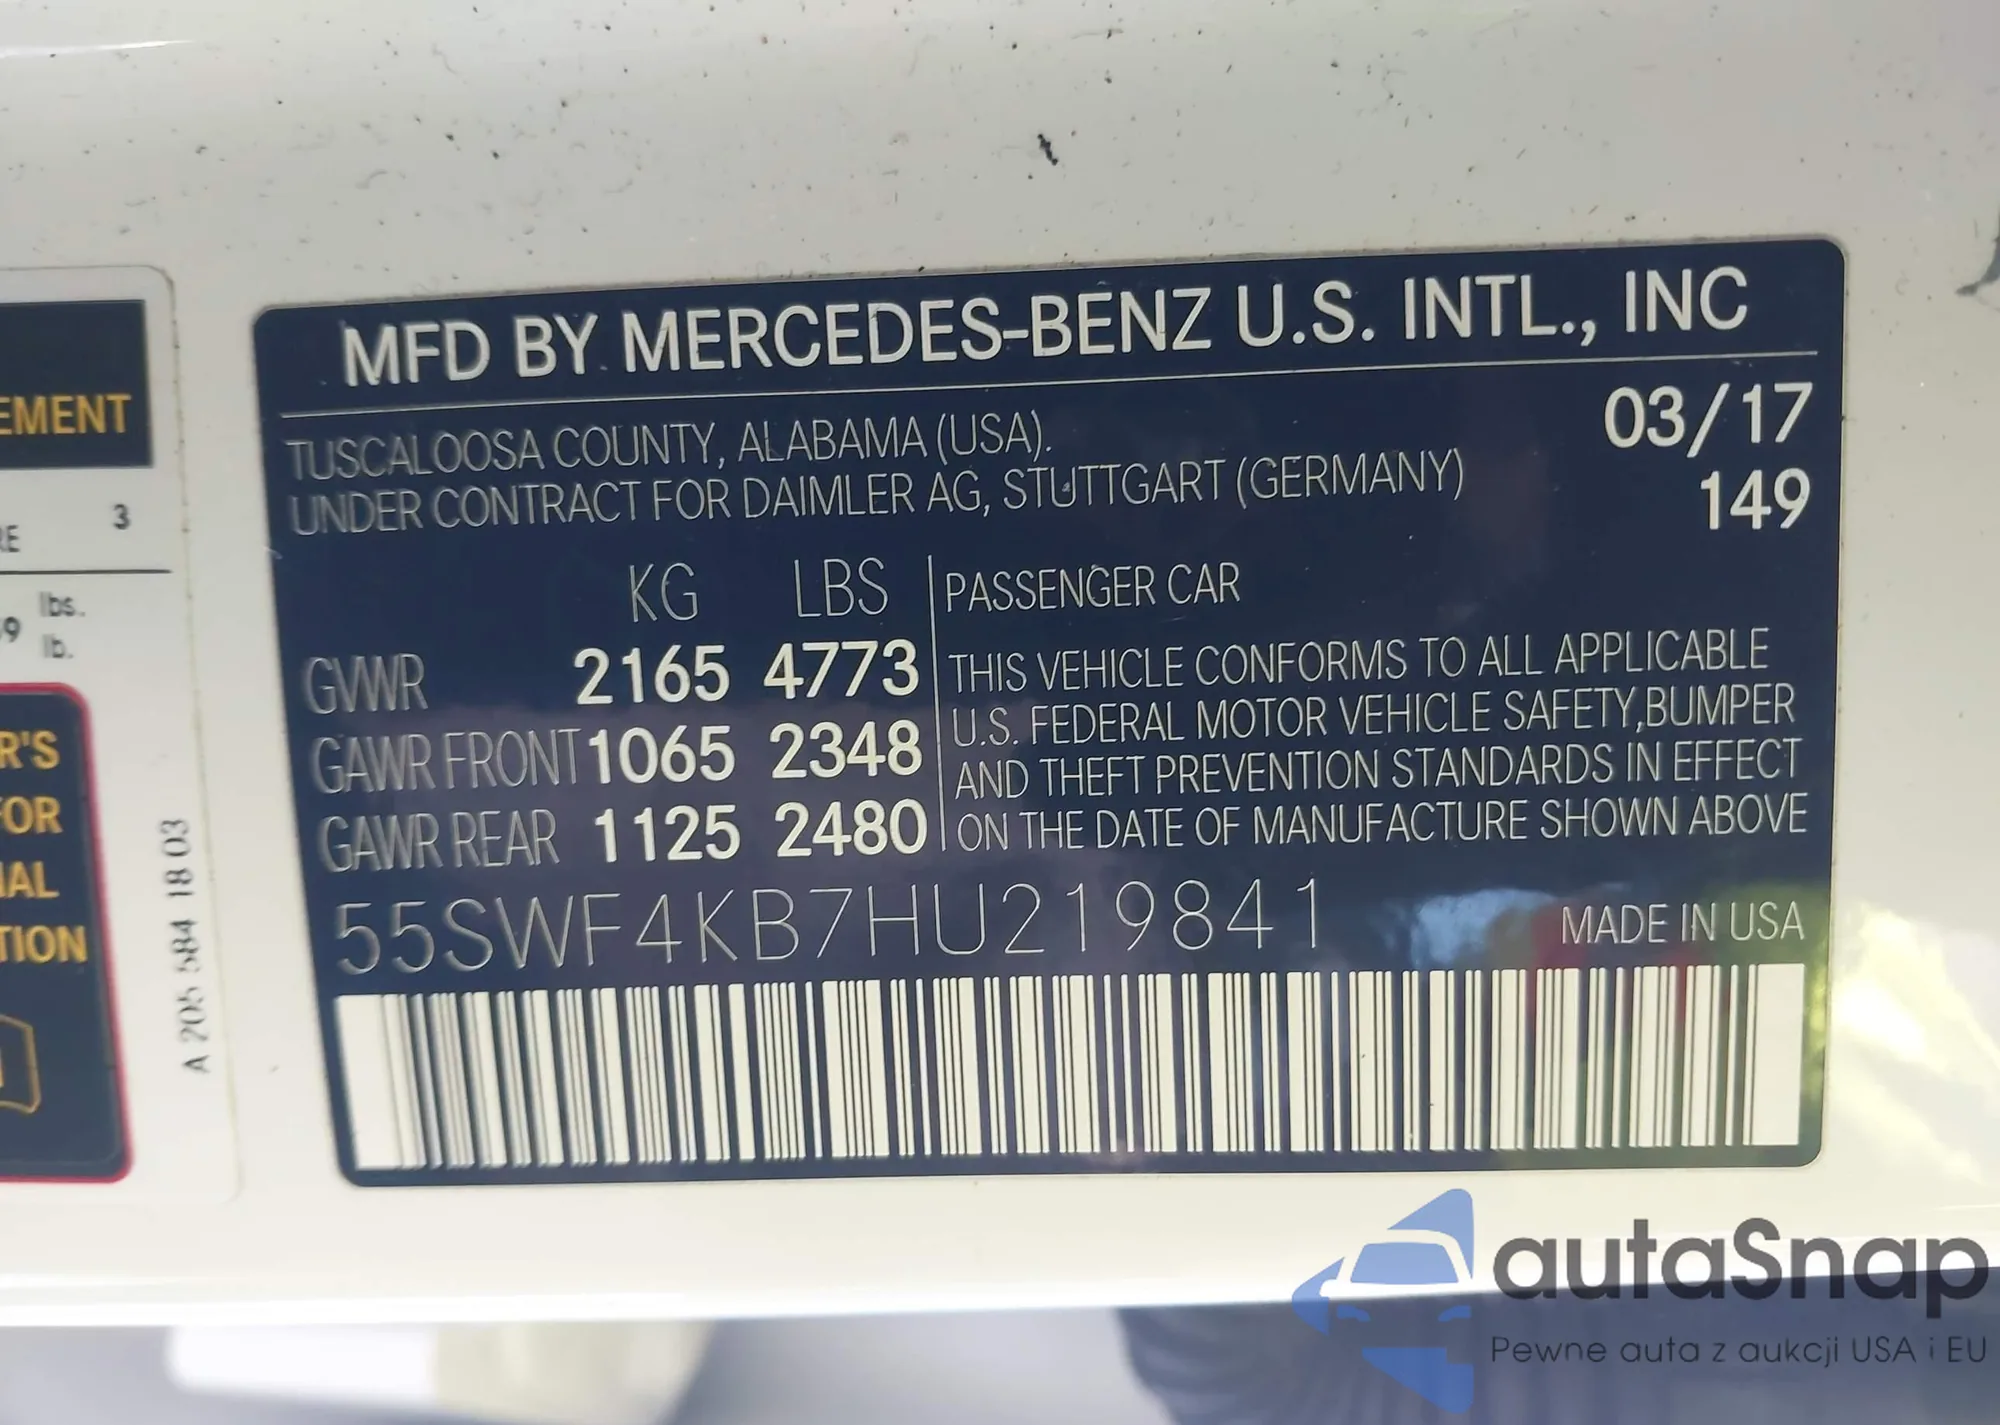 MFD BY MERCEDES-BENZ U.S. INTL., INC
03/17
TUSCALOOSA COUNTY, ALABAMA (USA).
UNDER CONTRACT FOR DAIMLER AG, STUTTGART (GERMANY)
149
KG LBS
GVWR 2165 4773
GAWR FRONT 1065 2348
GAWR REAR 1125 2480
PASSENGER CAR
THIS VEHICLE CONFORMS TO ALL APPLICABLE
U.S. FEDERAL MOTOR VEHICLE SAFETY,BUMPER
AND THEFT PREVENTION STANDARDS IN EFFECT
ON THE DATE OF MANUFACTURE SHOWN ABOVE
55SWF4KB7HU219841
MADE IN USA
EMENT
RE 3
9 lbs.
lb.
R'S
FOR
IAL
TION
A 205 584 18 03
autaSnap
Pewne auta z aukcji USA i EU